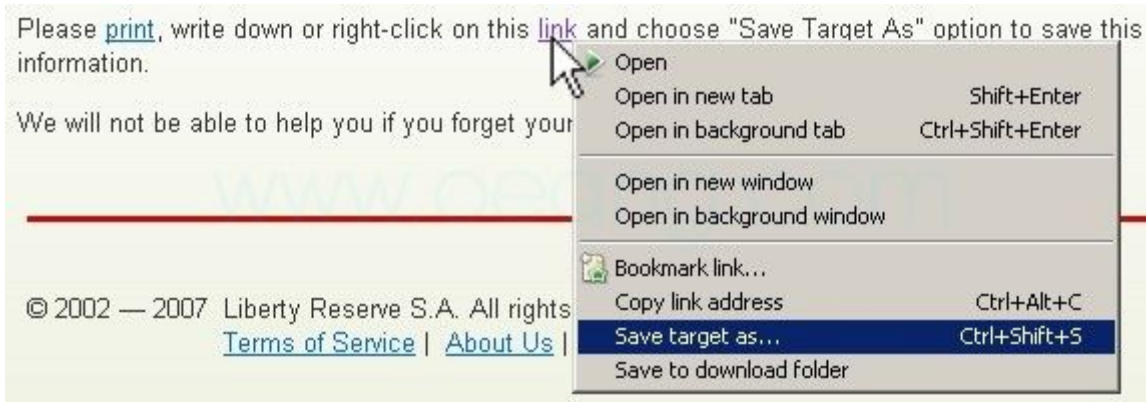 Please print, write down or right-click on this link and choose "Save Target As" option to save this
information.
We will not be able to help you if you forget your
Open
Open in new tab Shift+Enter
Open in background tab Ctrl+Shift+Enter
Open in new window
Open in background window
Bookmark link...
Copy link address Ctrl+Alt+C
Save target as... Ctrl+Shift+S
Save to download folder
© 2002 — 2007 Liberty Reserve S.A. All rights
Terms of Service | About Us |